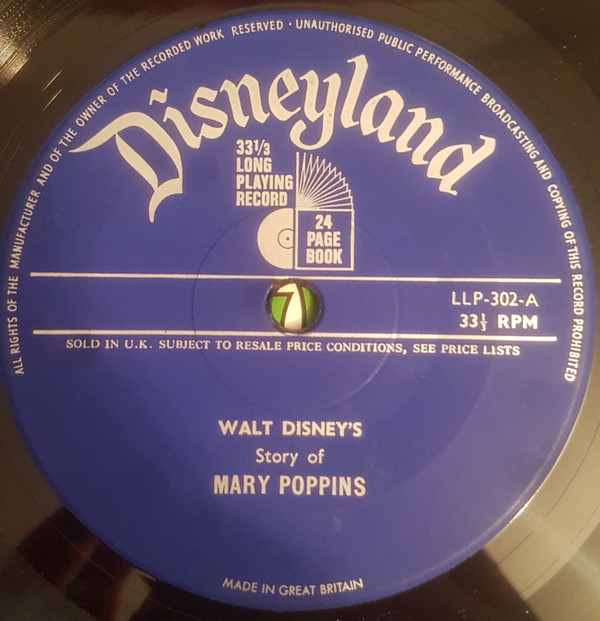 ALL RIGHTS OF THE MANUFACTURER AND OF THE OWNER OF THE RECORDED WORK RESERVED · UNAUTHORISED PUBLIC PERFORMANCE BROADCASTING AND COPYING OF THIS RECORD PROHIBITED
Disneyland
33 1/3
LONG
PLAYING
RECORD
24
PAGE
BOOK
7
LLP-302-A
33⅓ RPM
SOLD IN U.K. SUBJECT TO RESALE PRICE CONDITIONS, SEE PRICE LISTS
WALT DISNEY'S
Story of
MARY POPPINS
MADE IN GREAT BRITAIN